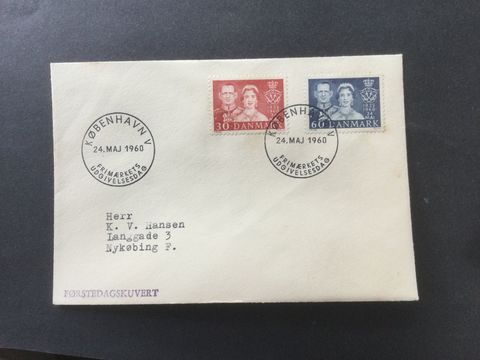 30 DANMARK
60 DANMARK
KØBENHAVN V
24. MAJ 1960
FRIMÆRKETS
UDGIVELSESDAG
KØBENHAVN V
24. MAJ 1960
FRIMÆRKETS
UDGIVELSESDAG
Herr
K. V. Hansen
Langgade 3
Nykøbing F.
FØRSTEDAGSKUVERT